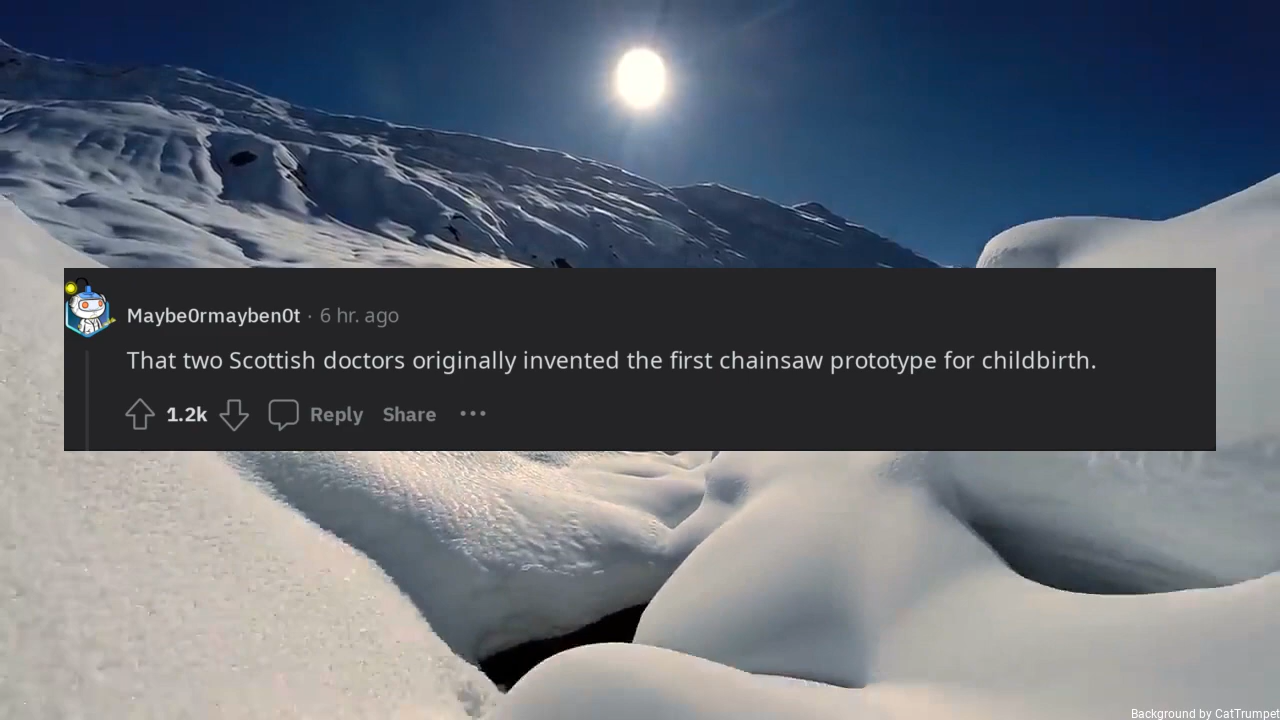 Maybe0rmayben0t · 6 hr. ago
That two Scottish doctors originally invented the first chainsaw prototype for childbirth.
1.2k Reply Share ···
Background by CatTrumpet